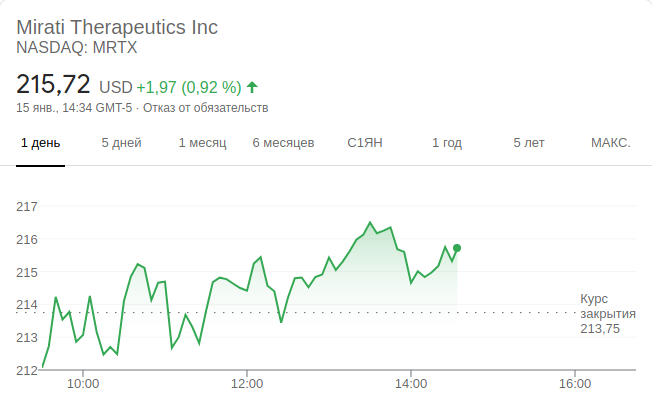 Mirati Therapeutics Inc
NASDAQ: MRTX
215,72 USD +1,97 (0,92 %)
15 янв., 14:34 GMT-5 · Отказ от обязательств
1 день 5 дней 1 месяц 6 месяцев С1ЯН 1 год 5 лет МАКС.
217
216
215
214
213
212
Курс
закрытия
213,75
10:00 12:00 14:00 16:00